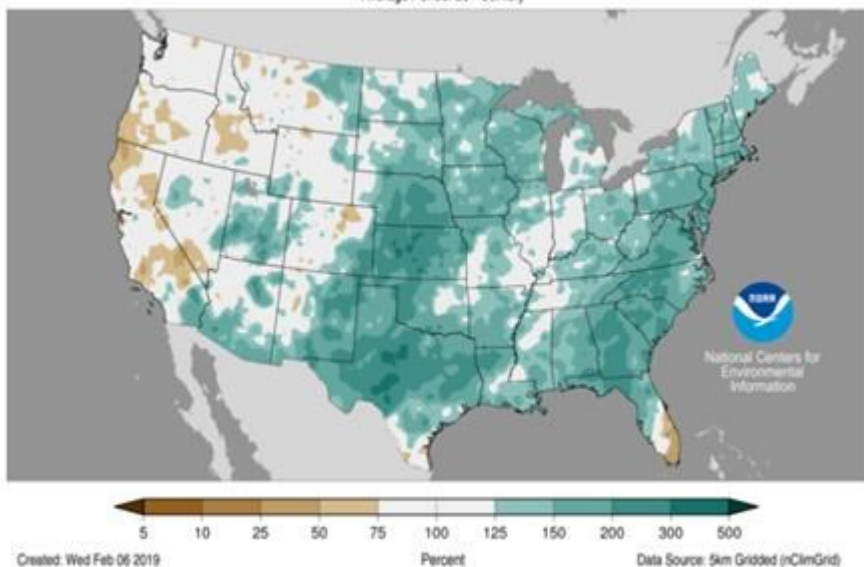 NOAA
National Centers for
Environmental
Information
5 10 25 50 75 100 125 150 200 300 500
Created: Wed Feb 06 2019 Percent Data Source: 5km Gridded (nClimGrid)